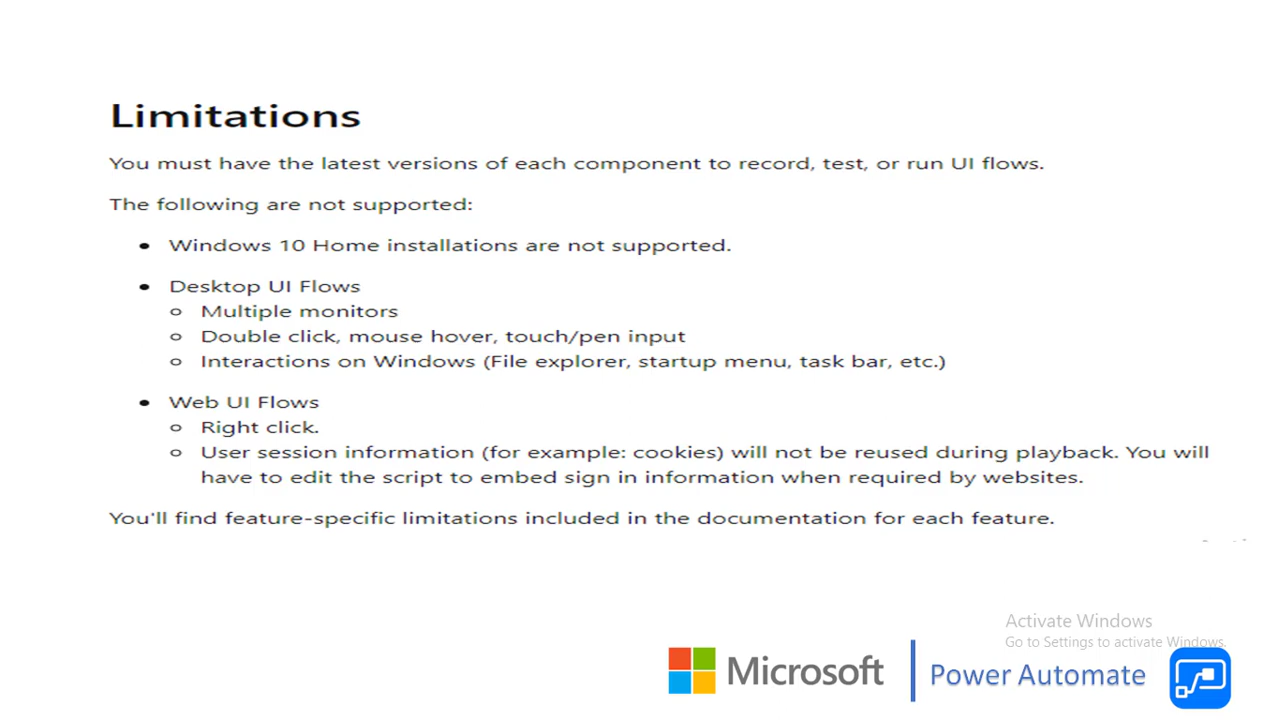 Limitations
You must have the latest versions of each component to record, test, or run UI flows.
The following are not supported:
• Windows 10 Home installations are not supported.
• Desktop UI Flows
○ Multiple monitors
○ Double click, mouse hover, touch/pen input
○ Interactions on Windows (File explorer, startup menu, task bar, etc.)
• Web UI Flows
○ Right click.
○ User session information (for example: cookies) will not be reused during playback. You will
have to edit the script to embed sign in information when required by websites.
You'll find feature-specific limitations included in the documentation for each feature.
Activate Windows
Go to Settings to activate Windows.
Microsoft | Power Automate